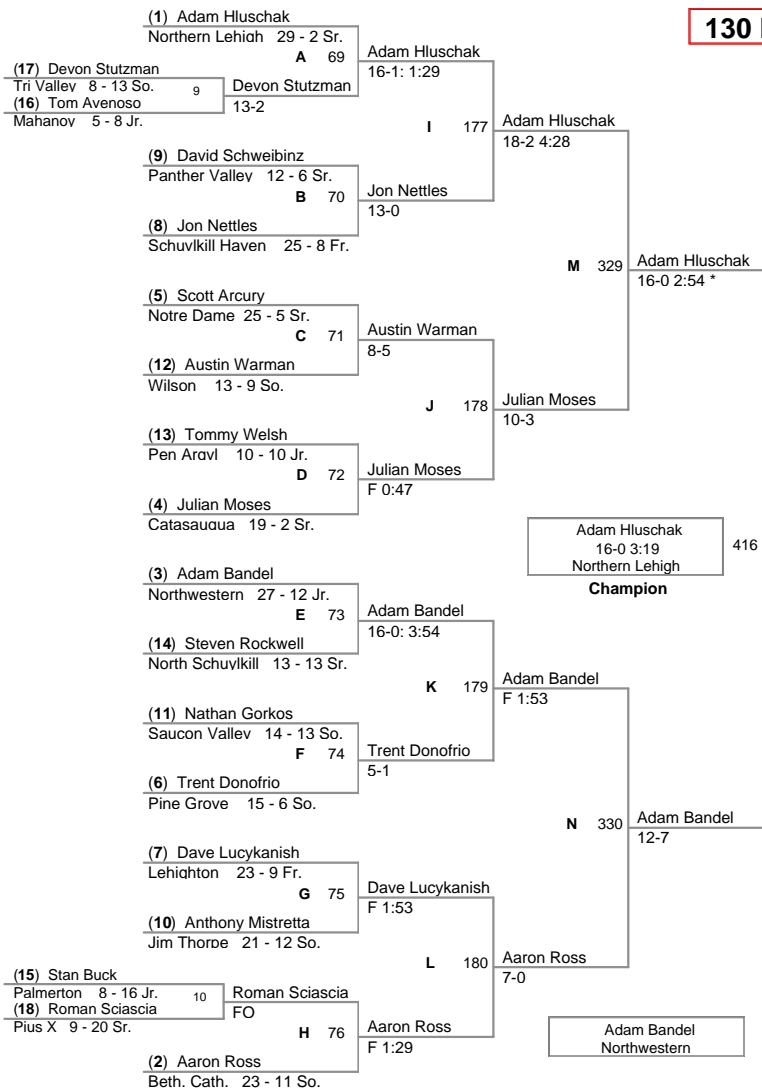 130 
(1) Adam Hluschak
Northern Lehigh 29 - 2 Sr.
A 69
(17) Devon Stutzman
Tri Valley 8 - 13 So.
9
(16) Tom Avenoso
Mahanoy 5 - 8 Jr.
Devon Stutzman
13-2
Adam Hluschak
16-1: 1:29
I 177
(9) David Schweibinz
Panther Valley 12 - 6 Sr.
B 70
(8) Jon Nettles
Schuylkill Haven 25 - 8 Fr.
Jon Nettles
13-0
Adam Hluschak
18-2 4:28
M 329
Adam Hluschak
16-0 2:54 *
(5) Scott Arcury
Notre Dame 25 - 5 Sr.
C 71
(12) Austin Warman
Wilson 13 - 9 So.
Austin Warman
8-5
J 178
Julian Moses
10-3
(13) Tommy Welsh
Pen Argyl 10 - 10 Jr.
D 72
(4) Julian Moses
Catasauqua 19 - 2 Sr.
Julian Moses
F 0:47
Adam Hluschak
16-0 3:19
Northern Lehigh
416
Champion
(3) Adam Bandel
Northwestern 27 - 12 Jr.
E 73
(14) Steven Rockwell
North Schuylkill 13 - 13 Sr.
Adam Bandel
16-0: 3:54
K 179
Adam Bandel
F 1:53
(11) Nathan Gorkos
Saucon Valley 14 - 13 So.
F 74
(6) Trent Donofrio
Pine Grove 15 - 6 So.
Trent Donofrio
5-1
N 330
Adam Bandel
12-7
(7) Dave Lucykanish
Lehighton 23 - 9 Fr.
G 75
(10) Anthony Mistretta
Jim Thorpe 21 - 12 So.
Dave Lucykanish
F 1:53
L 180
Aaron Ross
7-0
(15) Stan Buck
Palmerton 8 - 16 Jr.
10
(18) Roman Sciascia
Pius X 9 - 20 Sr.
Roman Sciascia
FO
H 76
Aaron Ross
F 1:29
(2) Aaron Ross
Beth. Cath. 23 - 11 So.
Adam Bandel
Northwestern